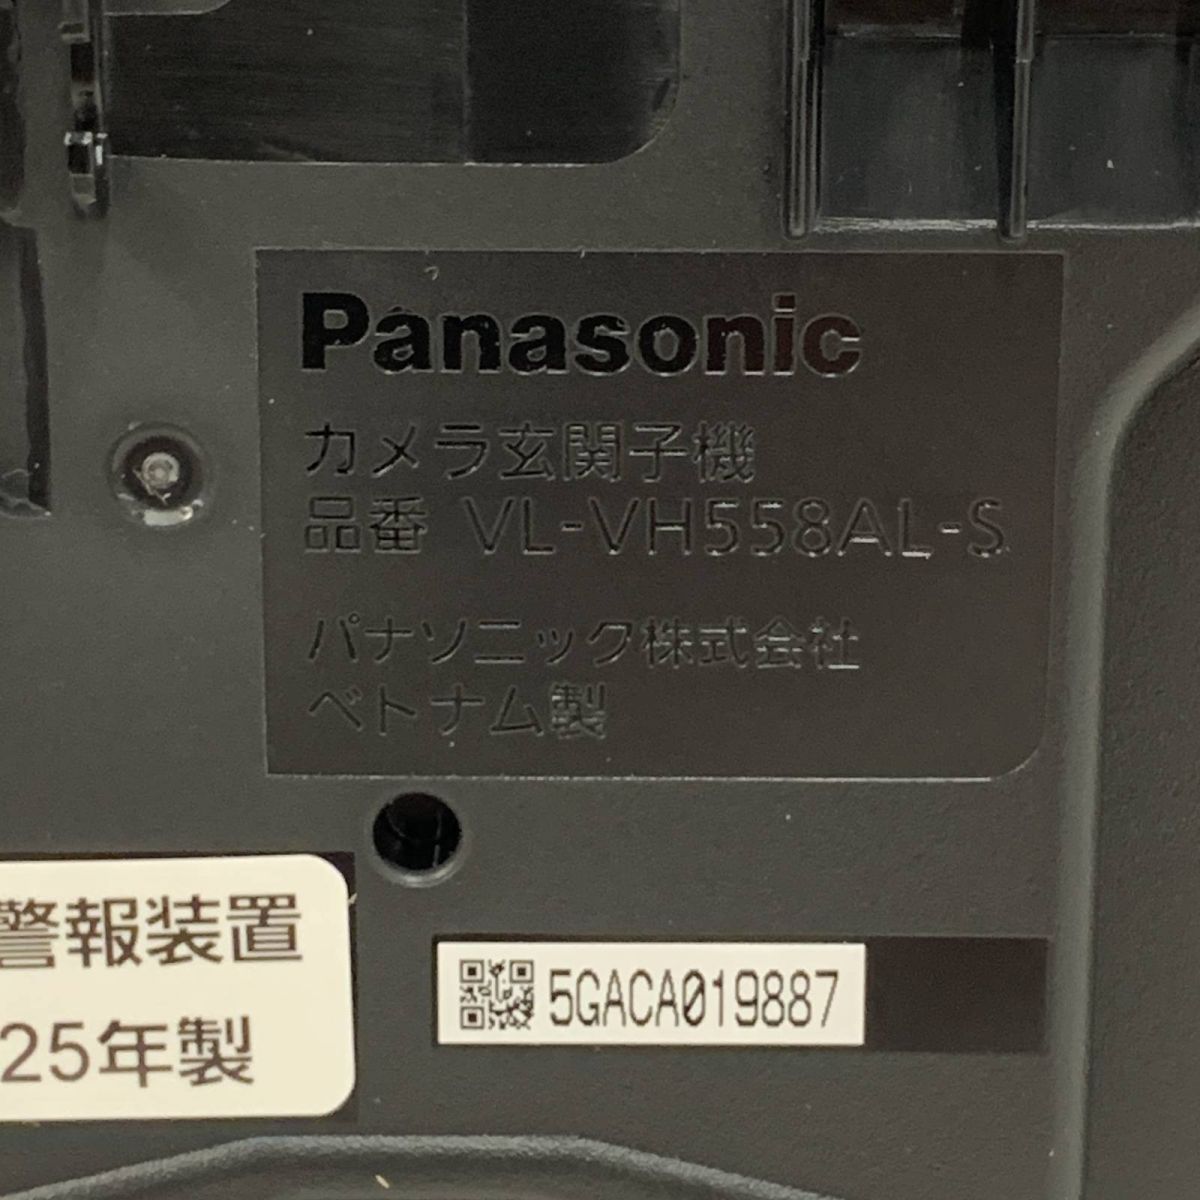 Panasonic
カメラ玄関子機
品番 VL-VH558AL-S
パナソニック株式会社
ベトナム製
警報装置
25年製
5GACA019887